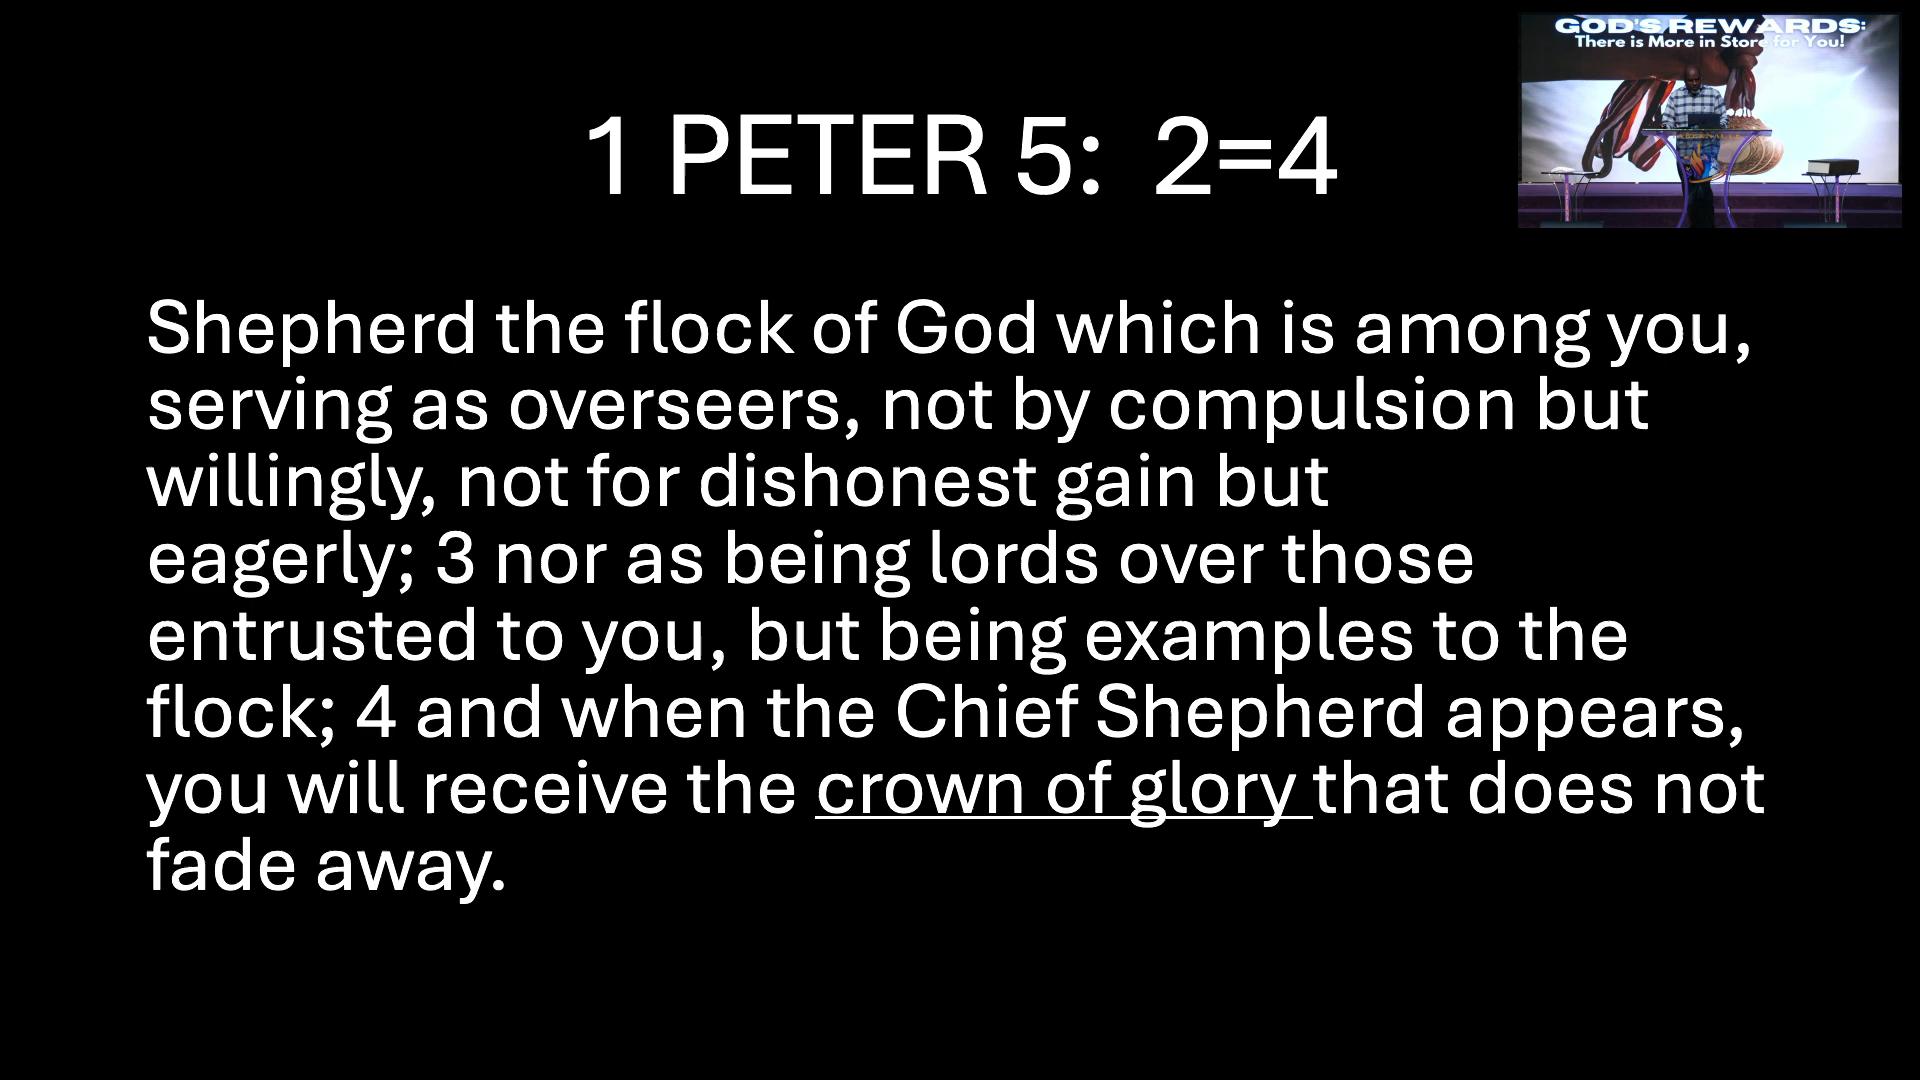 GOD'S REWARDS:
There is More in Store for You!
1 PETER 5: 2=4
Shepherd the flock of God which is among you,
serving as overseers, not by compulsion but
willingly, not for dishonest gain but
eagerly; 3 nor as being lords over those
entrusted to you, but being examples to the
flock; 4 and when the Chief Shepherd appears,
you will receive the crown of glory that does not
fade away.